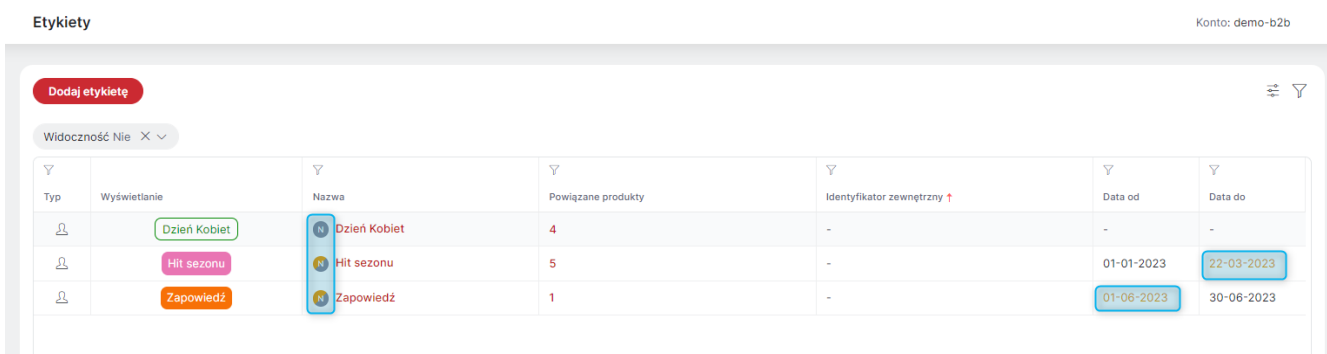 Etykiety
Konto: demo-b2b
Dodaj etykietę
Widoczność Nie
Typ Wyświetlanie Nazwa Powiązane produkty Identyfikator zewnętrzny ↑ Data od Data do
Dzień Kobiet N Dzień Kobiet 4 - - -
Hit sezonu N Hit sezonu 5 - 01-01-2023 22-03-2023
Zapowiedź N Zapowiedź 1 - 01-06-2023 30-06-2023